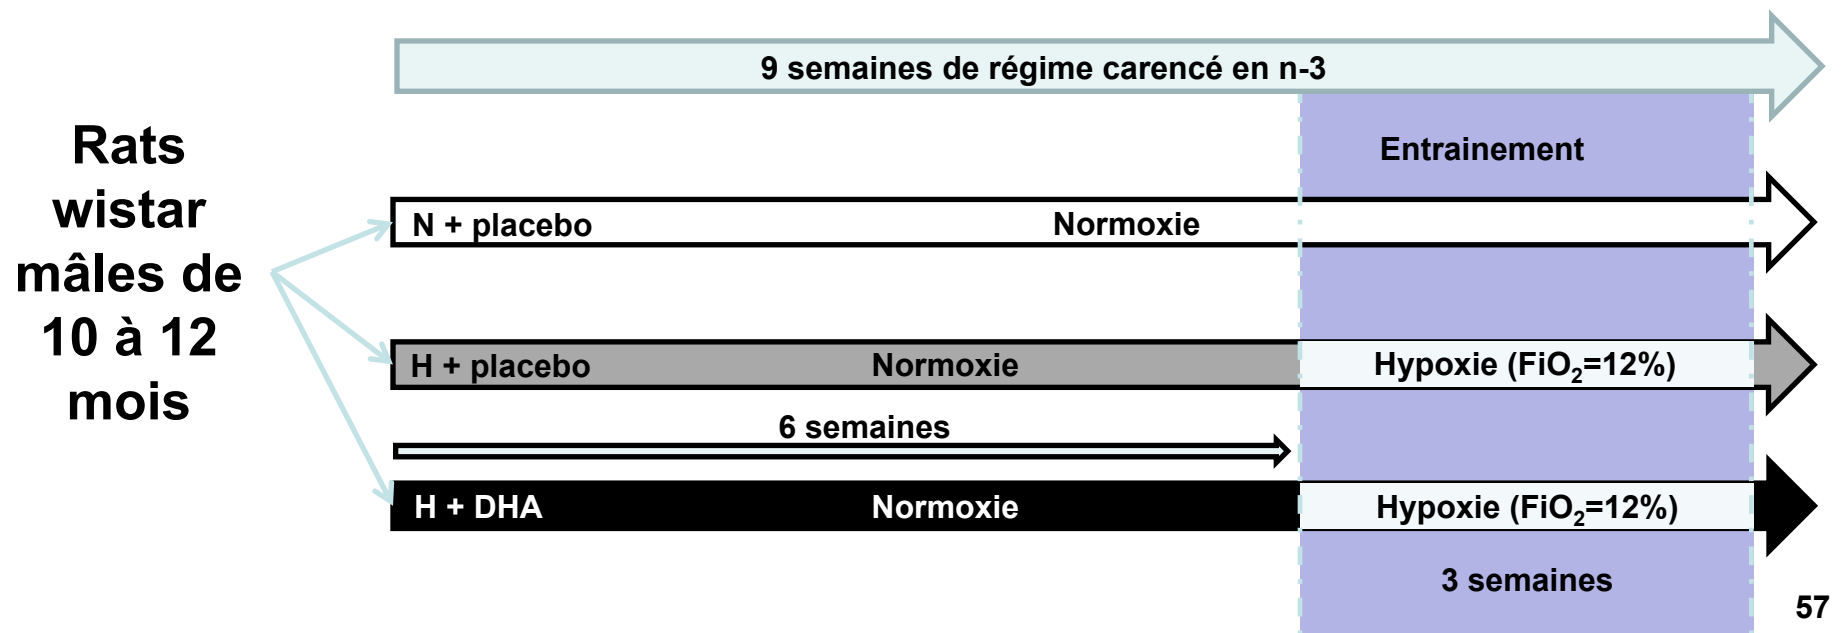 9 semaines de régime carencé en n-3
Rats
wistar
mâles de
10 à 12
mois
Entrainement
N + placebo Normoxie
H + placebo Normoxie Hypoxie (FiO₂=12%)
6 semaines
H + DHA Normoxie Hypoxie (FiO₂=12%)
3 semaines
57